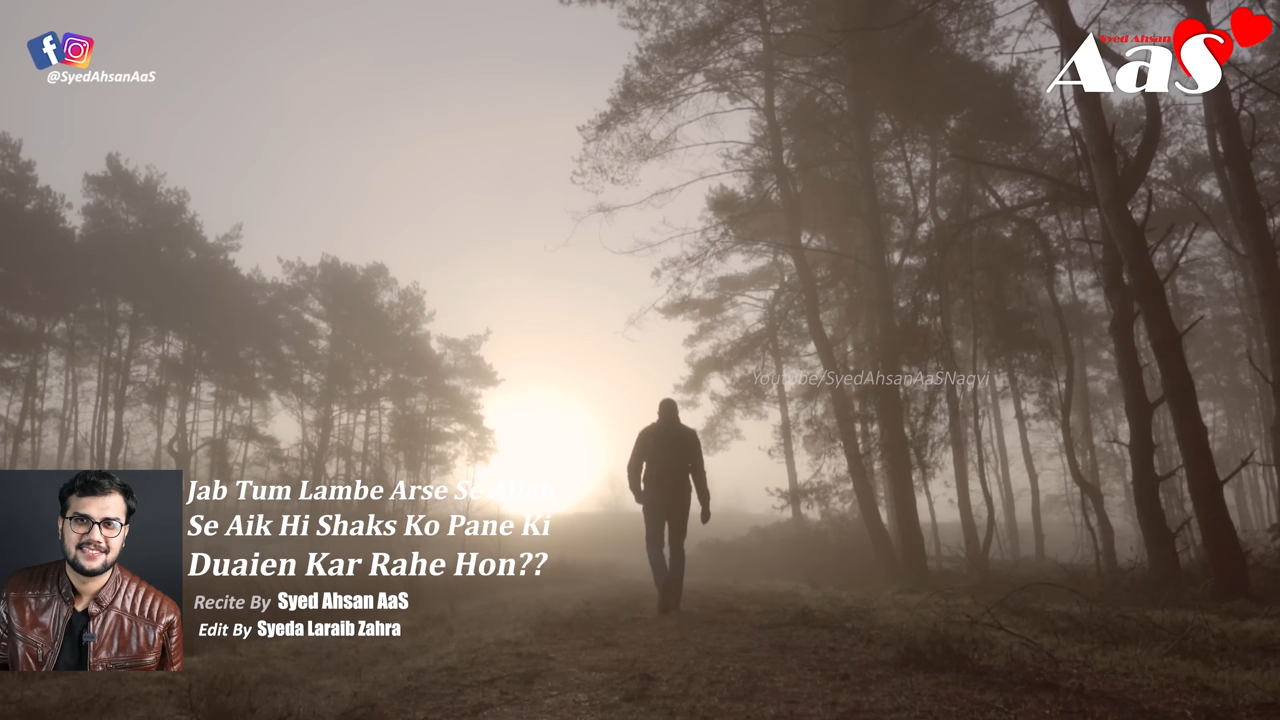 @SyedAhsanAaS
Syed Ahsan
AaS
Youtube/SyedAhsanAaSNaqvi
Jab Tum Lambe Arse Se Allah
Se Aik Hi Shaks Ko Pane Ki
Duaien Kar Rahe Hon??
Recite By Syed Ahsan AaS
Edit By Syeda Laraib Zahra